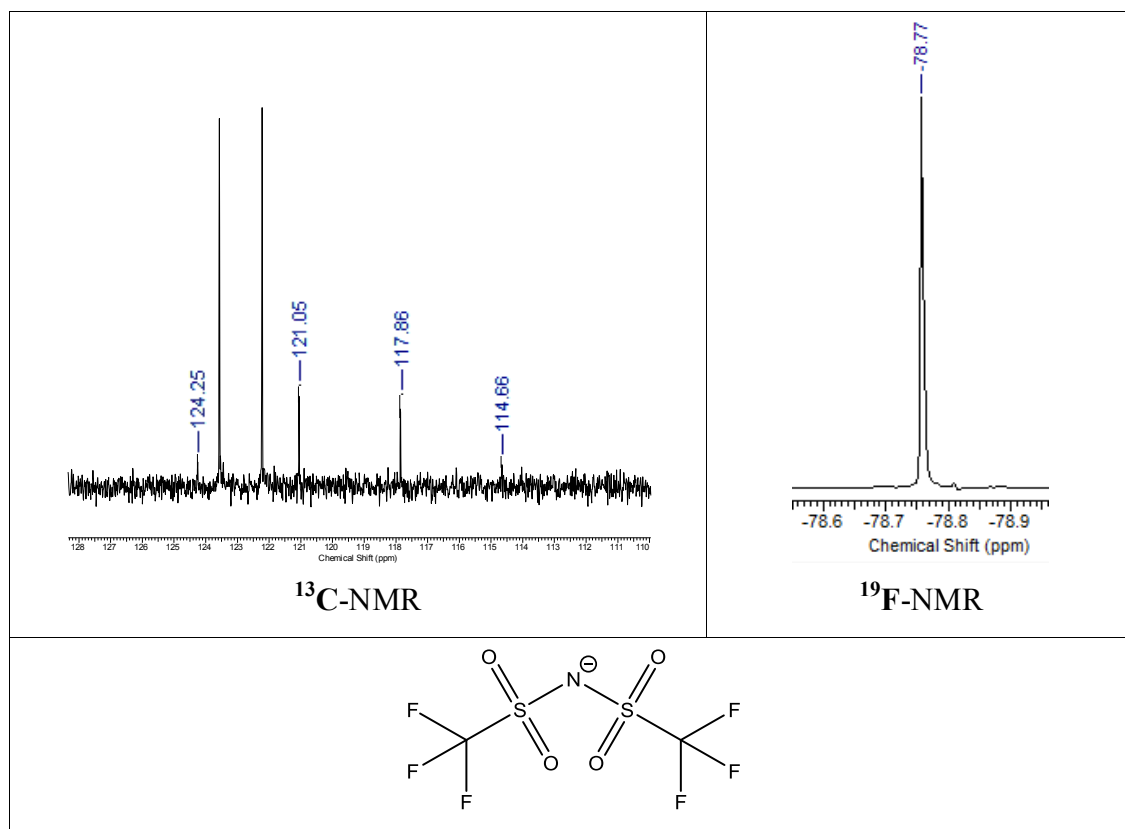 124.25
121.05
117.86
114.66
128 127 126 125 124 123 122 121 120 119 118 117 116 115 114 113 112 111 110
Chemical Shift (ppm)
13C-NMR
-78.77
-78.6 -78.7 -78.8 -78.9
Chemical Shift (ppm)
19F-NMR
O N ⊖ O
F S S F
F O O F
F F